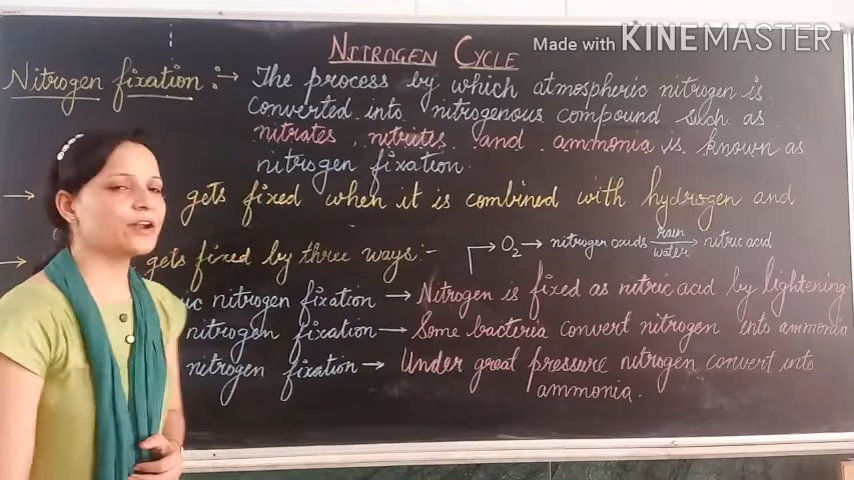 NITROGEN CYCLE
Made with KINEMASTER
Nitrogen fixation :→ The process by which atmospheric nitrogen is
converted into nitrogenous compound such as
nitrates, nitrites and ammonia is known as
nitrogen fixation.
→ gets fixed when it is combined with hydrogen and
→ gets fixed by three ways:-
→ O2 → nitrogen oxids rain water → nitric acid
ic nitrogen fixation → Nitrogen is fixed as nitric acid by lightening
nitrogen fixation → Some bacteria convert nitrogen into ammonia
nitrogen fixation → Under great pressure nitrogen convert into
ammonia.